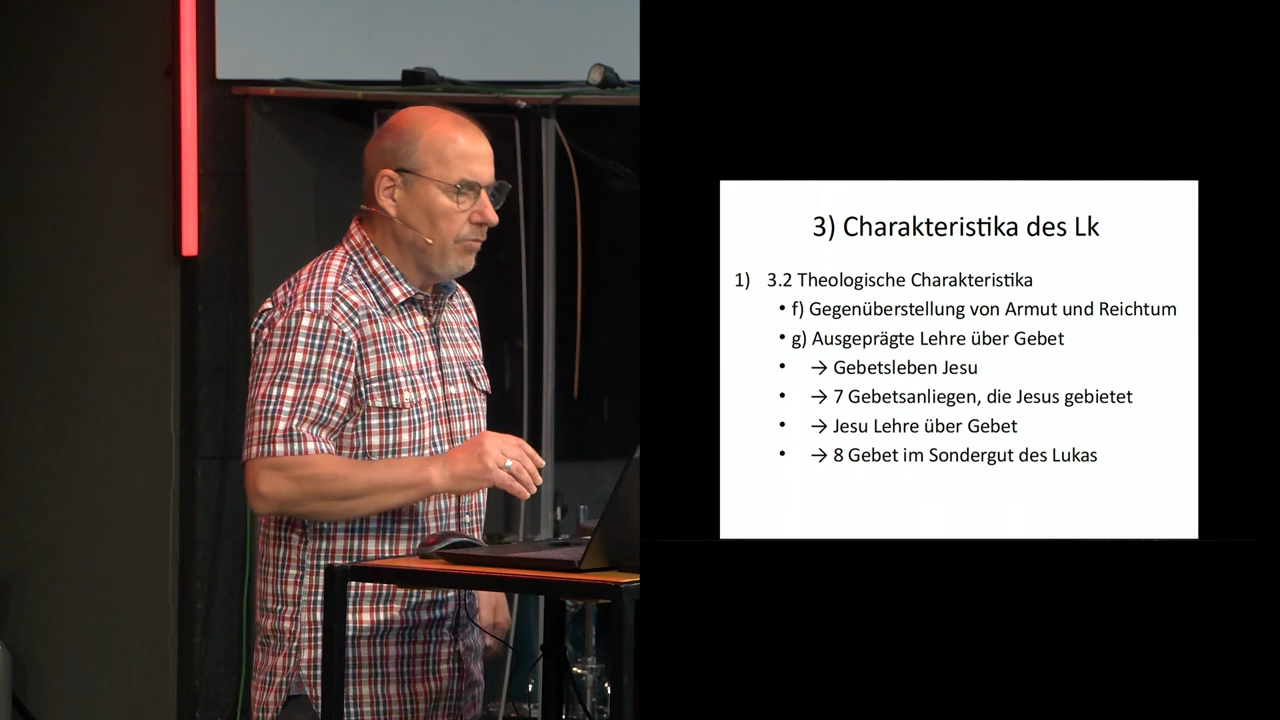 3) Charakteristika des Lk
1) 3.2 Theologische Charakteristika
• f) Gegenüberstellung von Armut und Reichtum
• g) Ausgeprägte Lehre über Gebet
• → Gebetsleben Jesu
• → 7 Gebetsanliegen, die Jesus gebietet
• → Jesu Lehre über Gebet
• → 8 Gebet im Sondergut des Lukas